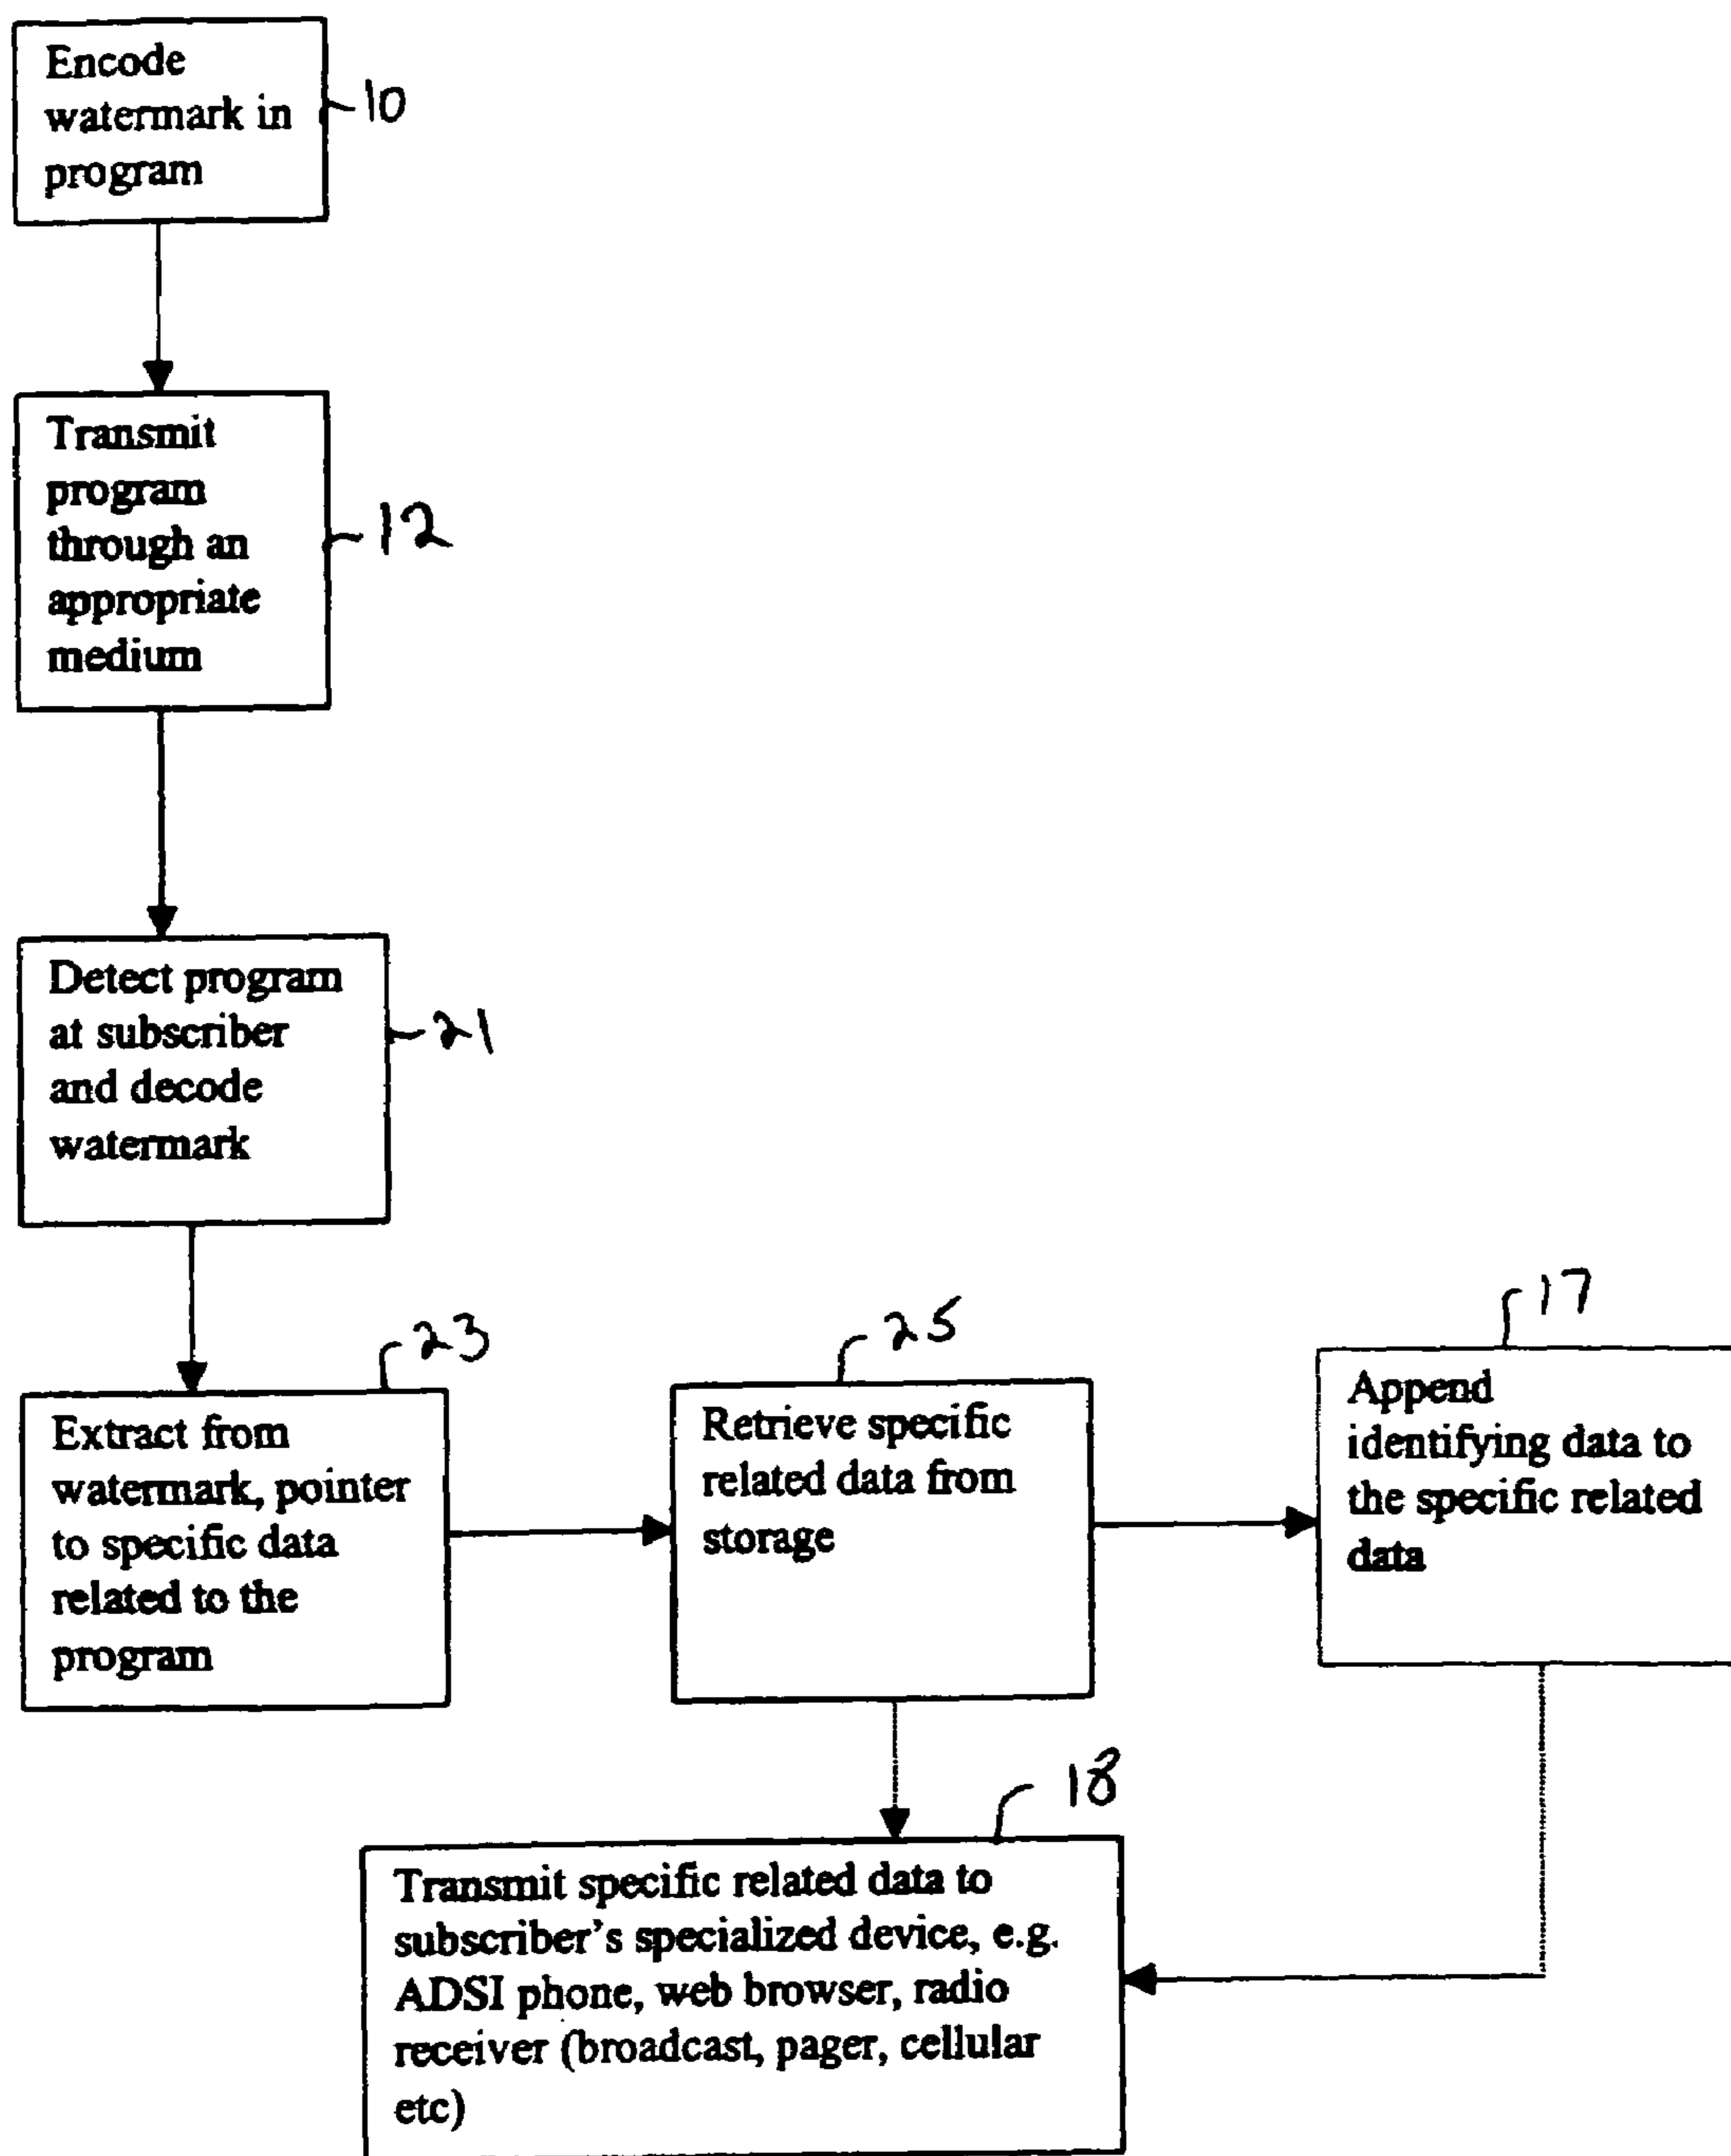 Encode
watermark in
program
10
Transmit
program
through an
appropriate
medium
12
Detect program
at subscriber
and decode
watermark
21
23
Extract from
watermark, pointer
to specific data
related to the
program
25
Retrieve specific
related data from
storage
17
Append
identifying data to
the specific related
data
18
Transmit specific related data to
subscriber's specialized device, e.g.
ADSI phone, web browser, radio
receiver (broadcast, pager, cellular
etc)